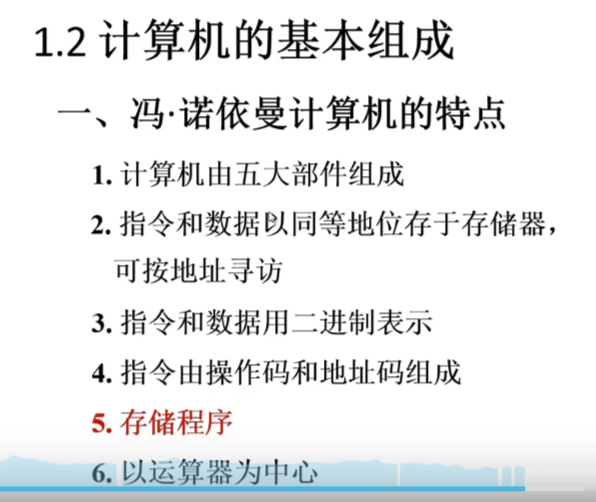 1.2 计算机的基本组成
一、冯·诺依曼计算机的特点
1. 计算机由五大部件组成
2. 指令和数据以同等地位存于存储器，
可按地址寻访
3. 指令和数据用二进制表示
4. 指令由操作码和地址码组成
5. 存储程序
6. 以运算器为中心